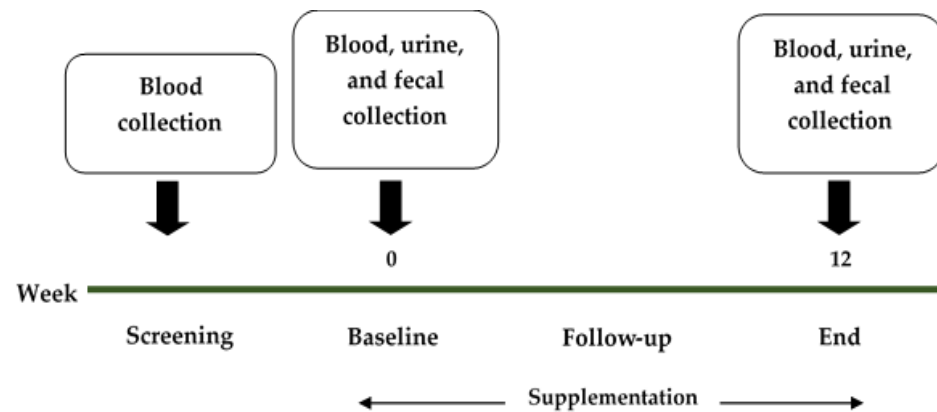 Blood
collection
Blood, urine,
and fecal
collection
Blood, urine,
and fecal
collection
0
12
Week
Screening
Baseline
Follow-up
End
Supplementation